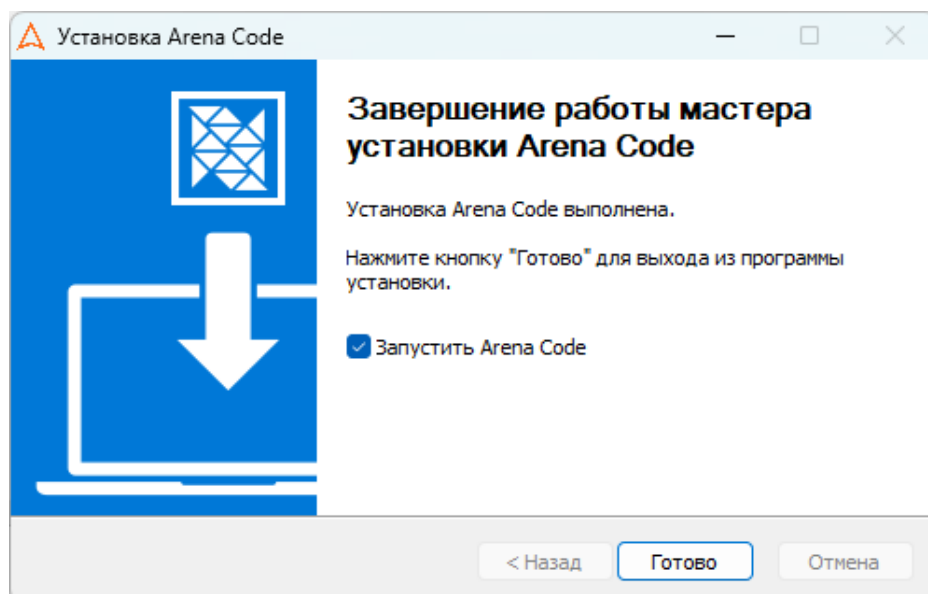 Установка Arena Code
Завершение работы мастера
установки Arena Code
Установка Arena Code выполнена.
Нажмите кнопку "Готово" для выхода из программы
установки.
Запустить Arena Code
< Назад
Готово
Отмена